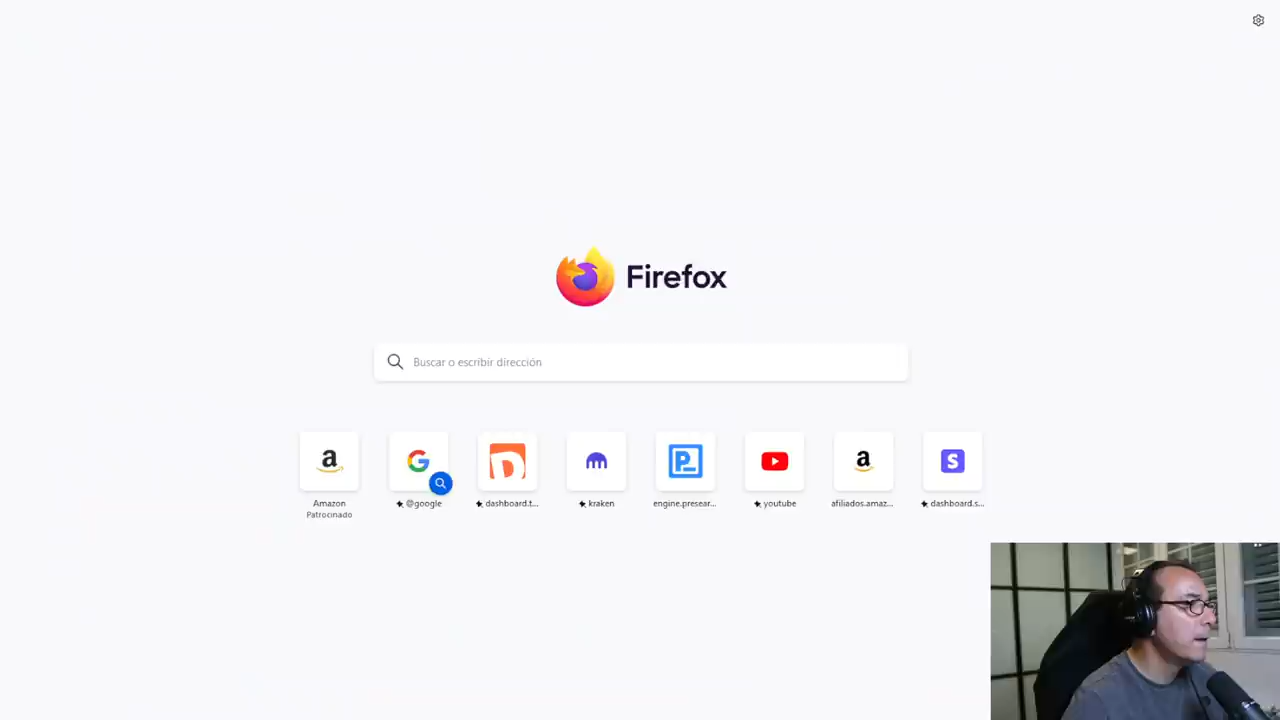 Firefox
Buscar o escribir dirección
Amazon
Patrocinado
@google
dashboard.t...
kraken
engine.presear...
youtube
afiliados.amaz...
dashboard.s...